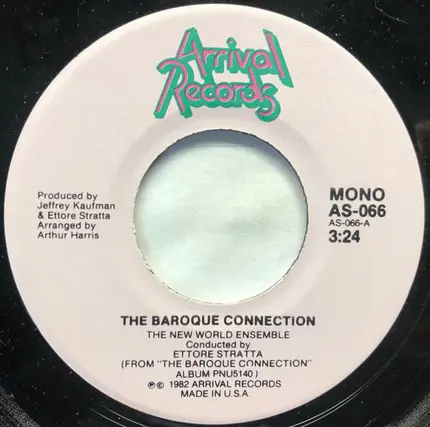 Arrival
Records
Produced by
Jeffrey Kaufman
& Ettore Stratta
Arranged by
Arthur Harris
MONO
AS-066
AS-066-A
3:24
THE BAROQUE CONNECTION
THE NEW WORLD ENSEMBLE
Conducted by
ETTORE STRATTA
(FROM "THE BAROQUE CONNECTION"
ALBUM PNU5140)
℗© 1982 ARRIVAL RECORDS
MADE IN U.S.A.